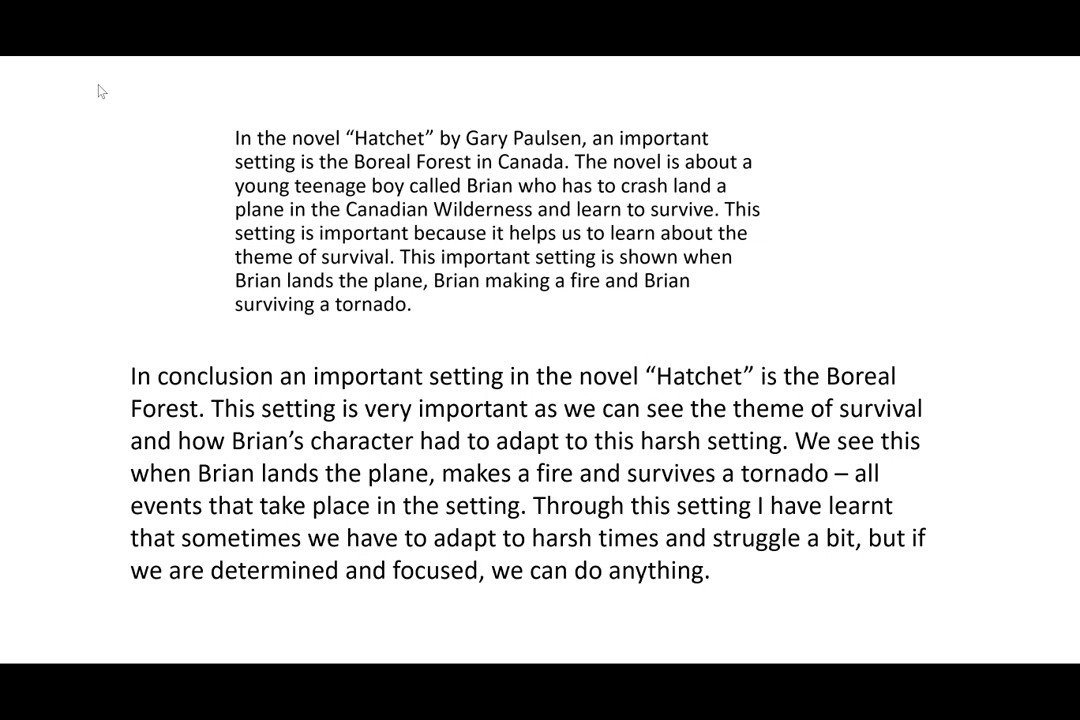 In the novel “Hatchet” by Gary Paulsen, an important
setting is the Boreal Forest in Canada. The novel is about a
young teenage boy called Brian who has to crash land a
plane in the Canadian Wilderness and learn to survive. This
setting is important because it helps us to learn about the
theme of survival. This important setting is shown when
Brian lands the plane, Brian making a fire and Brian
surviving a tornado.
In conclusion an important setting in the novel “Hatchet” is the Boreal
Forest. This setting is very important as we can see the theme of survival
and how Brian’s character had to adapt to this harsh setting. We see this
when Brian lands the plane, makes a fire and survives a tornado – all
events that take place in the setting. Through this setting I have learnt
that sometimes we have to adapt to harsh times and struggle a bit, but if
we are determined and focused, we can do anything.